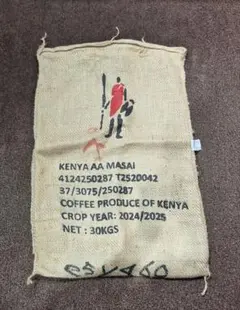 KENYA AA MASAI
4124250287 T2520042
37/3075/250287
COFFEE PRODUCE OF KENYA
CROP YEAR: 2024/2025
NET : 30KGS